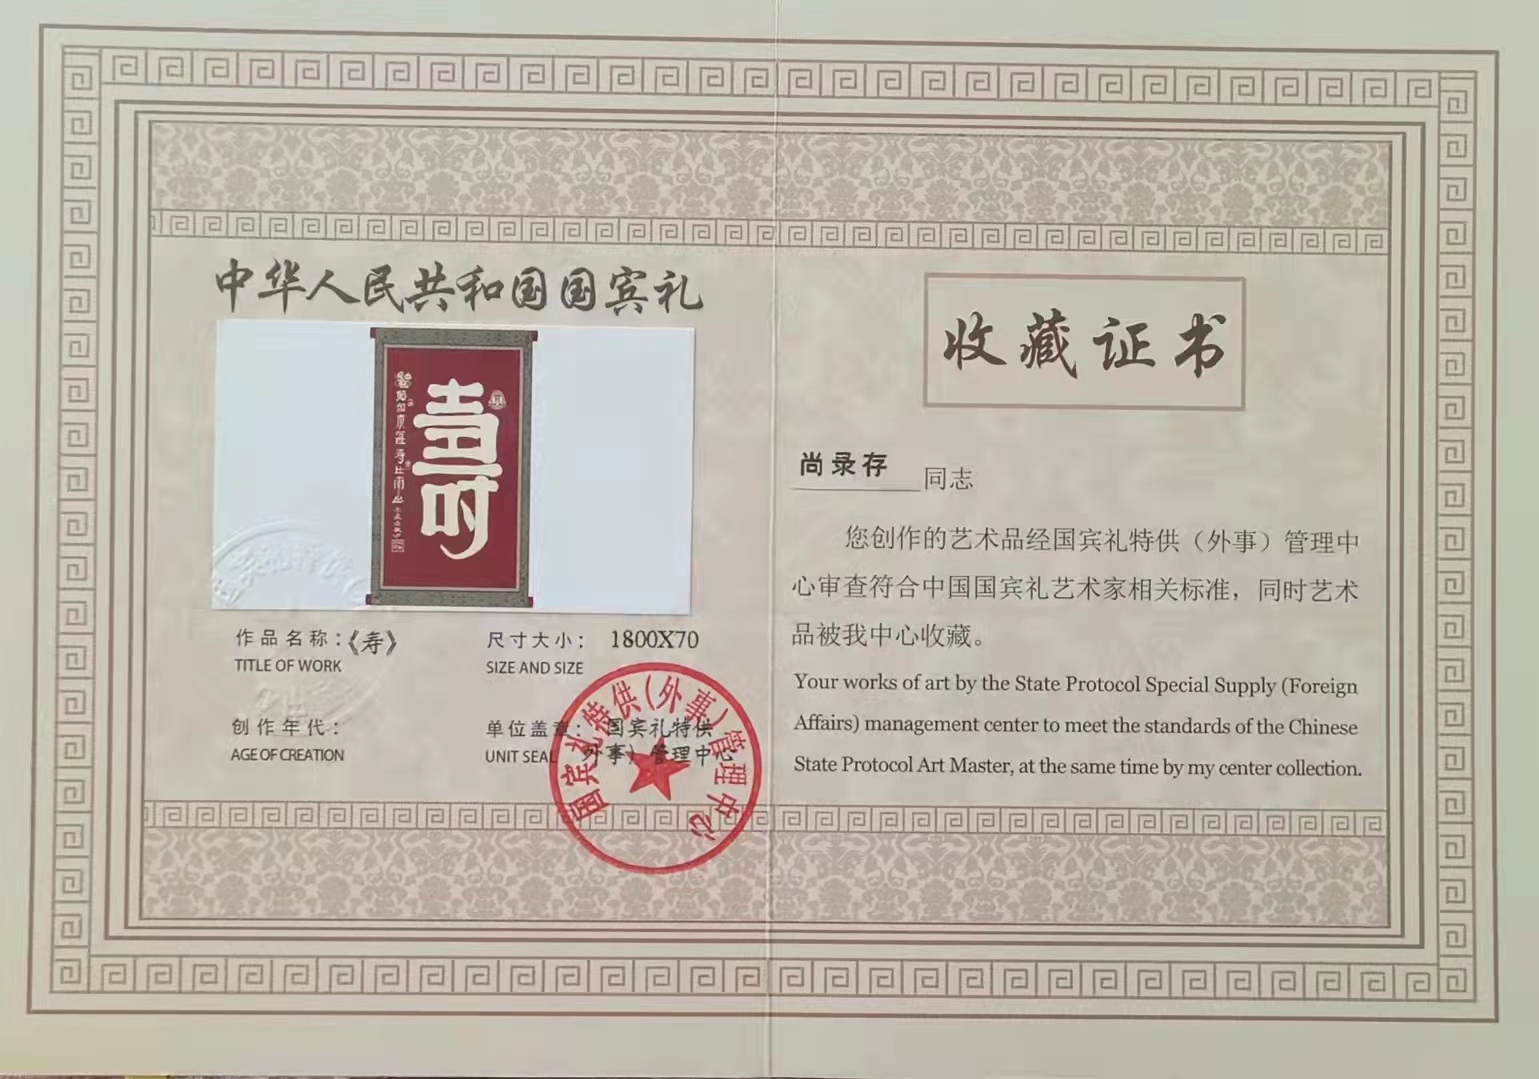 中华人民共和国国宾礼
寿
作品名称：《寿》
TITLE OF WORK
尺寸大小： 1800X70
SIZE AND SIZE
创作年代：
AGE OF CREATION
单位盖章： 国宾礼特供
UNIT SEAL （外事）管理中心
国宾礼特供(外事)管理中心
收藏证书
尚录存 同志
您创作的艺术品经国宾礼特供（外事）管理中
心审查符合中国国宾礼艺术家相关标准，同时艺术
品被我中心收藏。
Your works of art by the State Protocol Special Supply (Foreign
Affairs) management center to meet the standards of the Chinese
State Protocol Art Master, at the same time by my center collection.